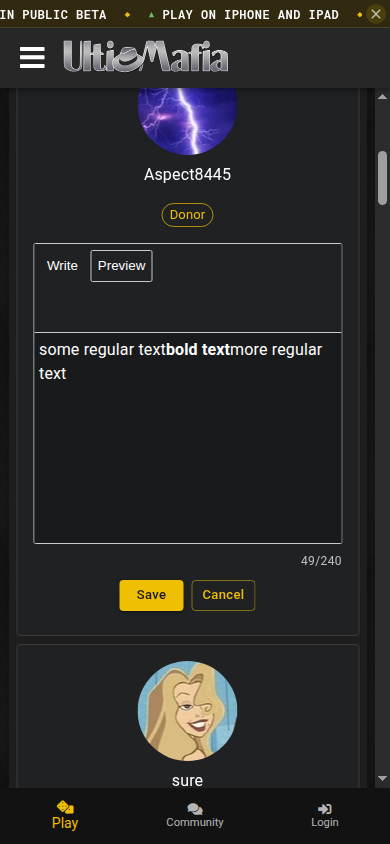 IN PUBLIC BETA ◆ ▲ PLAY ON IPHONE AND IPAD ◆
UltiMafia
Aspect8445
Donor
Write Preview
some regular textbold textmore regular
text
49/240
Save Cancel
sure
Play Community Login